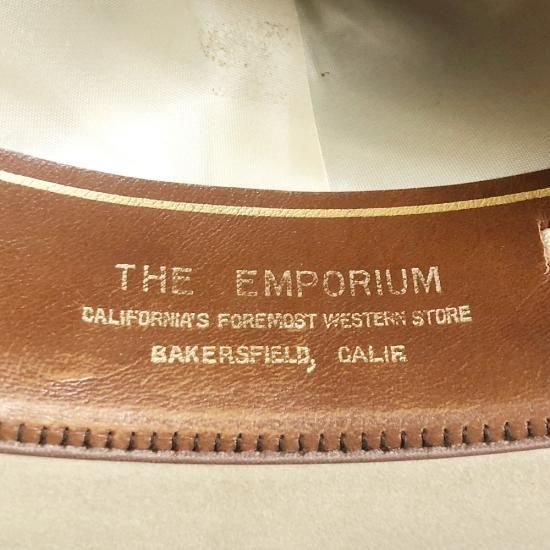 THE EMPORIUM
CALIFORNIA'S FOREMOST WESTERN STORE
BAKERSFIELD, CALIF.